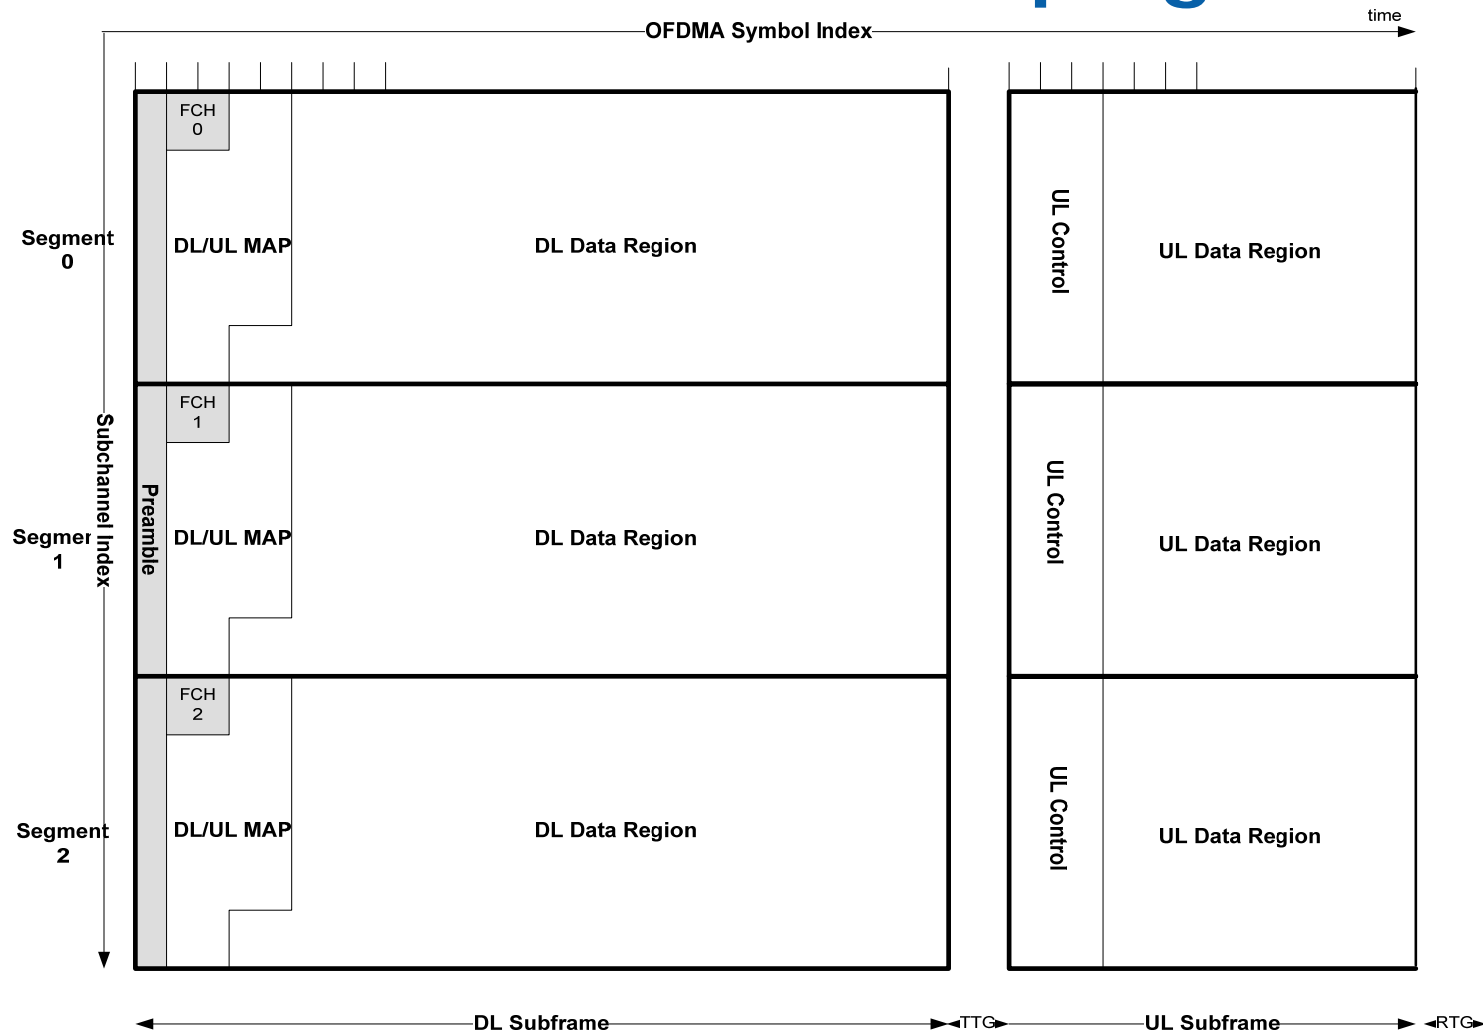 time
OFDMA Symbol Index
FCH
0
Segment
0
DL/UL MAP
DL Data Region
UL Control
UL Data Region
Subchannel Index
FCH
1
Preamble
Segmen
1
DL/UL MAP
DL Data Region
UL Control
UL Data Region
FCH
2
Segment
2
DL/UL MAP
DL Data Region
UL Control
UL Data Region
DL Subframe
TTG
UL Subframe
RTG